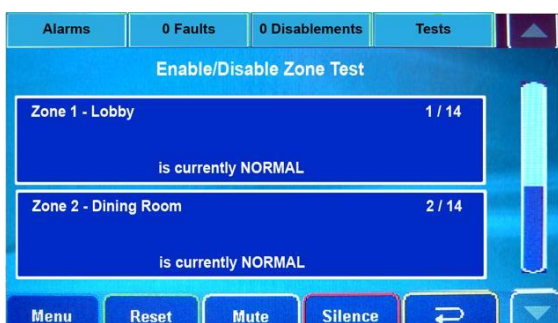 Alarms 0 Faults 0 Disablements Tests
Enable/Disable Zone Test
Zone 1 - Lobby 1 / 14
is currently NORMAL
Zone 2 - Dining Room 2 / 14
is currently NORMAL
Menu Reset Mute Silence